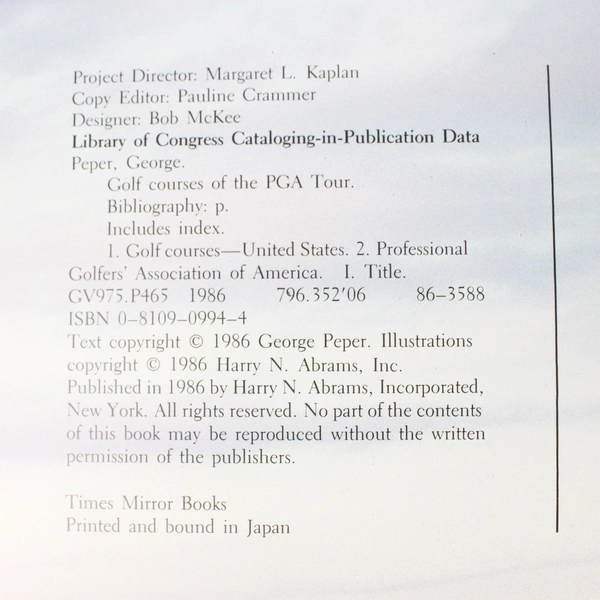 Project Director: Margaret L. Kaplan
Copy Editor: Pauline Crammer
Designer: Bob McKee
Library of Congress Cataloging-in-Publication Data
Peper, George.
Golf courses of the PGA Tour.
Bibliography: p.
Includes index.
1. Golf courses—United States. 2. Professional
Golfers' Association of America. I. Title.
GV975.P465 1986 796.352'06 86–3588
ISBN 0–8109–0994–4
Text copyright © 1986 George Peper. Illustrations
copyright © 1986 Harry N. Abrams, Inc.
Published in 1986 by Harry N. Abrams, Incorporated,
New York. All rights reserved. No part of the contents
of this book may be reproduced without the written
permission of the publishers.
Times Mirror Books
Printed and bound in Japan